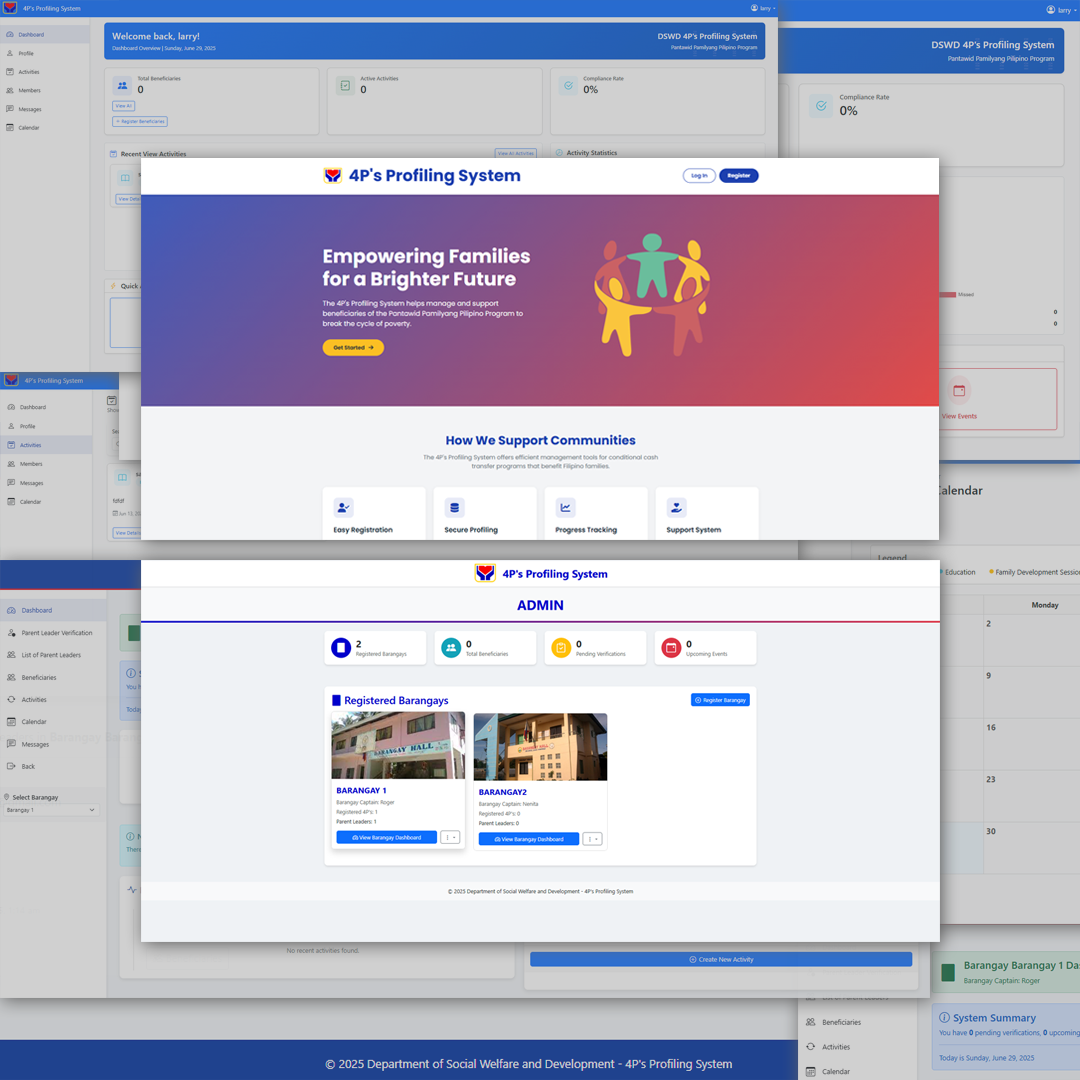 4P's Profiling System
larry
larry
Dashboard
Profile
Activities
Members
Messages
Calendar
Welcome back, larry!
Dashboard Overview | Sunday, June 29, 2025
DSWD 4P's Profiling System
Pantawid Pamilyang Pilipino Program
DSWD 4P's Profiling System
Pantawid Pamilyang Pilipino Program
Total Beneficiaries
0
View All
+ Register Beneficiaries
Active Activities
0
Compliance Rate
0%
Compliance Rate
0%
Recent View Activities
View All Activities
Activity Statistics
View Deta
Quick
Missed
0
0
View Events
4P's Profiling System
Log In
Register
Empowering Families
for a Brighter Future
The 4P's Profiling System helps manage and support
beneficiaries of the Pantawid Pamilyang Pilipino Program to
break the cycle of poverty.
Get Started
How We Support Communities
The 4P's Profiling System offers efficient management tools for conditional cash
transfer programs that benefit Filipino families.
Easy Registration
Secure Profiling
Progress Tracking
Support System
4P's Profiling System
Dashboard
Profile
Activities
Members
Messages
Calendar
fdfdf
View Details
Calendar
Legend
Education
Family Development Session
Monday
2
9
16
23
30
4P's Profiling System
ADMIN
2
Registered Barangays
0
Total Beneficiaries
0
Pending Verifications
0
Upcoming Events
Registered Barangays
Register Barangay
BARANGAY HALL
BARANGAY HALL
BARANGAY 1
Barangay Captain: Roger
Registered 4P's: 1
Parent Leaders: 1
View Barangay Dashboard
BARANGAY2
Barangay Captain: Nenita
Registered 4P's: 0
Parent Leaders: 0
View Barangay Dashboard
© 2025 Department of Social Welfare and Development - 4P's Profiling System
Dashboard
Parent Leader Verification
List of Parent Leaders
Beneficiaries
Activities
Calendar
Messages
Back
Select Barangay
Barangay 1
You h
Today
There
No recent activities found.
Create New Activity
Barangay Barangay 1 Da
Barangay Captain: Roger
List of Parent Leaders
Beneficiaries
Activities
Calendar
System Summary
You have 0 pending verifications, 0 upcoming
Today is Sunday, June 29, 2025
© 2025 Department of Social Welfare and Development - 4P's Profiling System